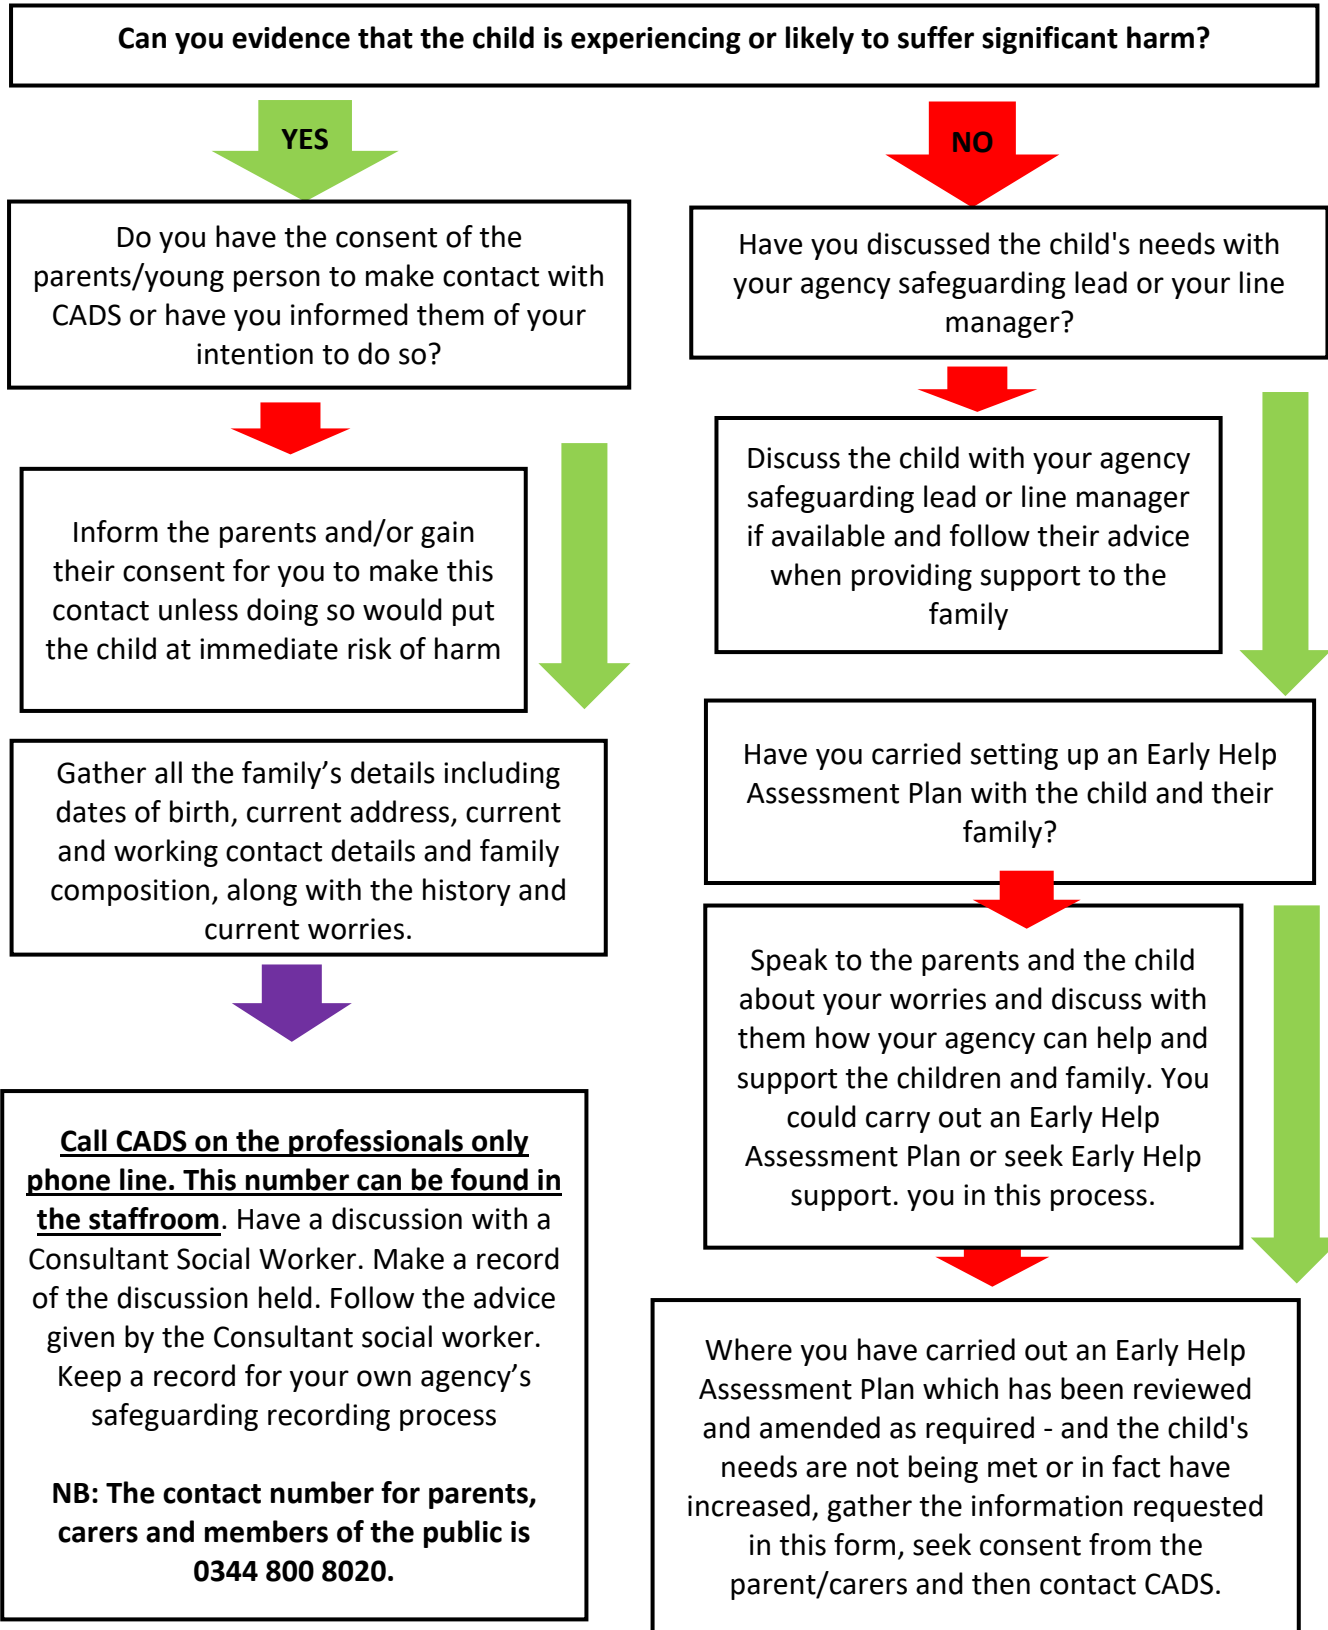 Can you evidence that the child is experiencing or likely to suffer significant harm?
YES
Do you have the consent of the
parents/young person to make contact with
CADS or have you informed them of your
intention to do so?
Inform the parents and/or gain
their consent for you to make this
contact unless doing so would put
the child at immediate risk of harm
Gather all the family’s details including
dates of birth, current address, current
and working contact details and family
composition, along with the history and
current worries.
Call CADS on the professionals only
phone line. This number can be found in
the staffroom. Have a discussion with a
Consultant Social Worker. Make a record
of the discussion held. Follow the advice
given by the Consultant social worker.
Keep a record for your own agency’s
safeguarding recording process
NB: The contact number for parents,
carers and members of the public is
0344 800 8020.
NO
Have you discussed the child's needs with
your agency safeguarding lead or your line
manager?
Discuss the child with your agency
safeguarding lead or line manager
if available and follow their advice
when providing support to the
family
Have you carried setting up an Early Help
Assessment Plan with the child and their
family?
Speak to the parents and the child
about your worries and discuss with
them how your agency can help and
support the children and family. You
could carry out an Early Help
Assessment Plan or seek Early Help
support. you in this process.
Where you have carried out an Early Help
Assessment Plan which has been reviewed
and amended as required - and the child's
needs are not being met or in fact have
increased, gather the information requested
in this form, seek consent from the
parent/carers and then contact CADS.